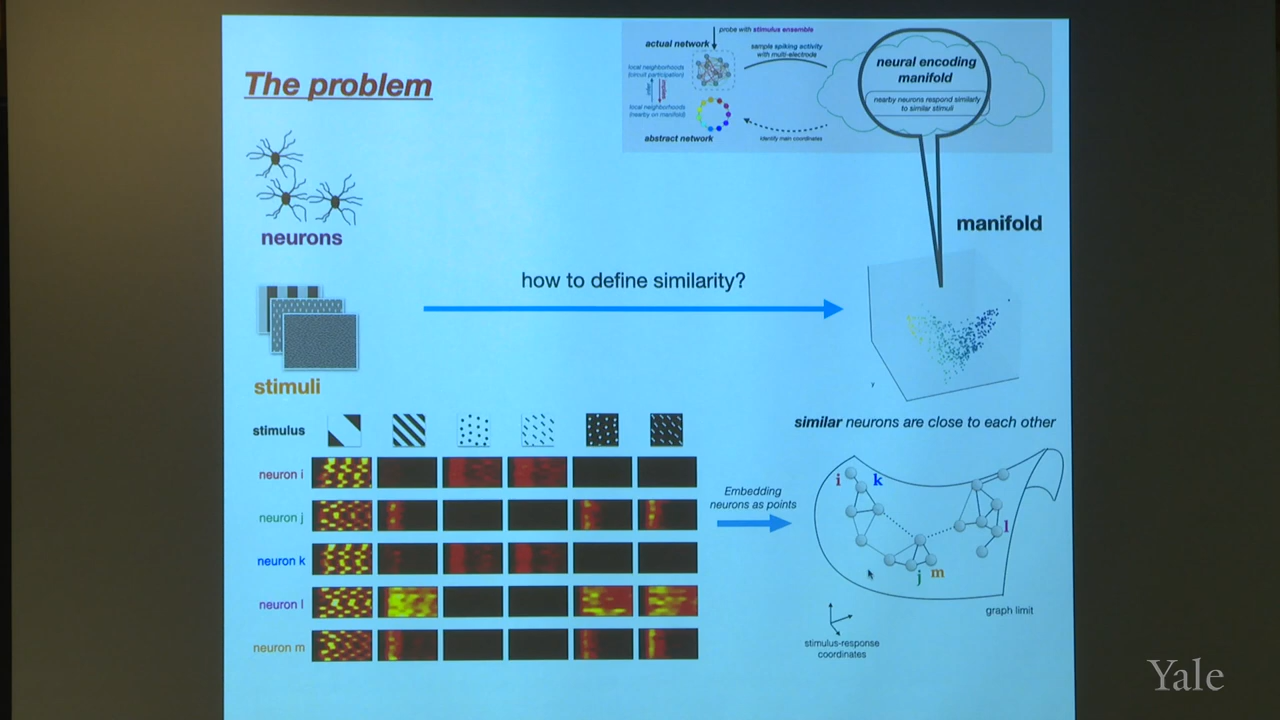 The problem
probe with stimulus ensemble
actual network
sample spiking activity
with multi-electrode
local neighborhoods
(circuit participation)
local neighborhoods
(nearby on manifold)
abstract network
identify main coordinates
neural encoding
manifold
nearby neurons respond similarly
to similar stimuli
neurons
manifold
how to define similarity?
stimuli
y
similar neurons are close to each other
stimulus
neuron i
neuron j
neuron k
neuron l
neuron m
Embedding
neurons as points
i
k
l
j
m
graph limit
stimulus-response
coordinates
Yale